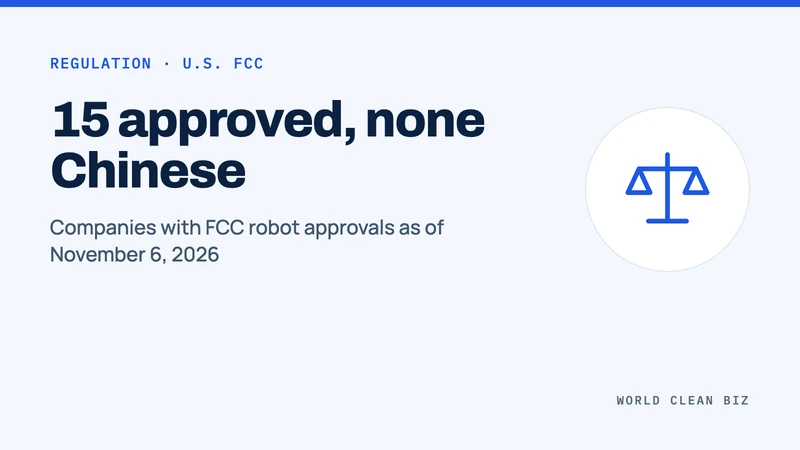 REGULATION · U.S. FCC
15 approved, none
Chinese
Companies with FCC robot approvals as of
November 6, 2026
WORLD CLEAN BIZ